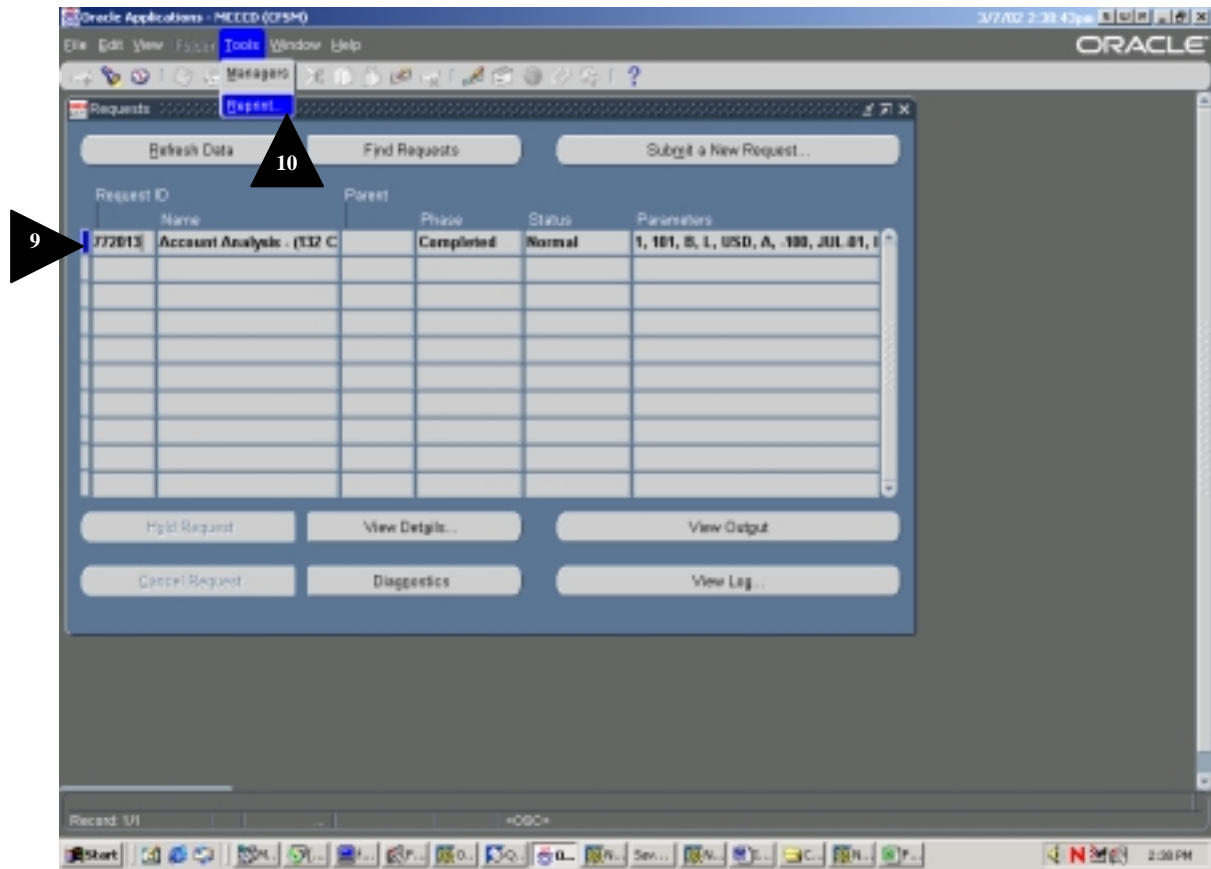 Oracle Applications - MCCCD (CFSM) 3/7/02 2:38:43pm
File Edit View Folder Tools Window Help ORACLE
Managers
Reprint...
?
Requests
Refresh Data Find Requests Submit a New Request...
10
Request ID Parent
Name Phase Status Parameters
9
772013 Account Analysis - (132 C Completed Normal 1, 101, B, L, USD, A, -100, JUL-01,
Hold Request View Details... View Output
Cancel Request Diagnostics View Log...
Record: 1/1 ... <OSC>
Start 2:38 PM